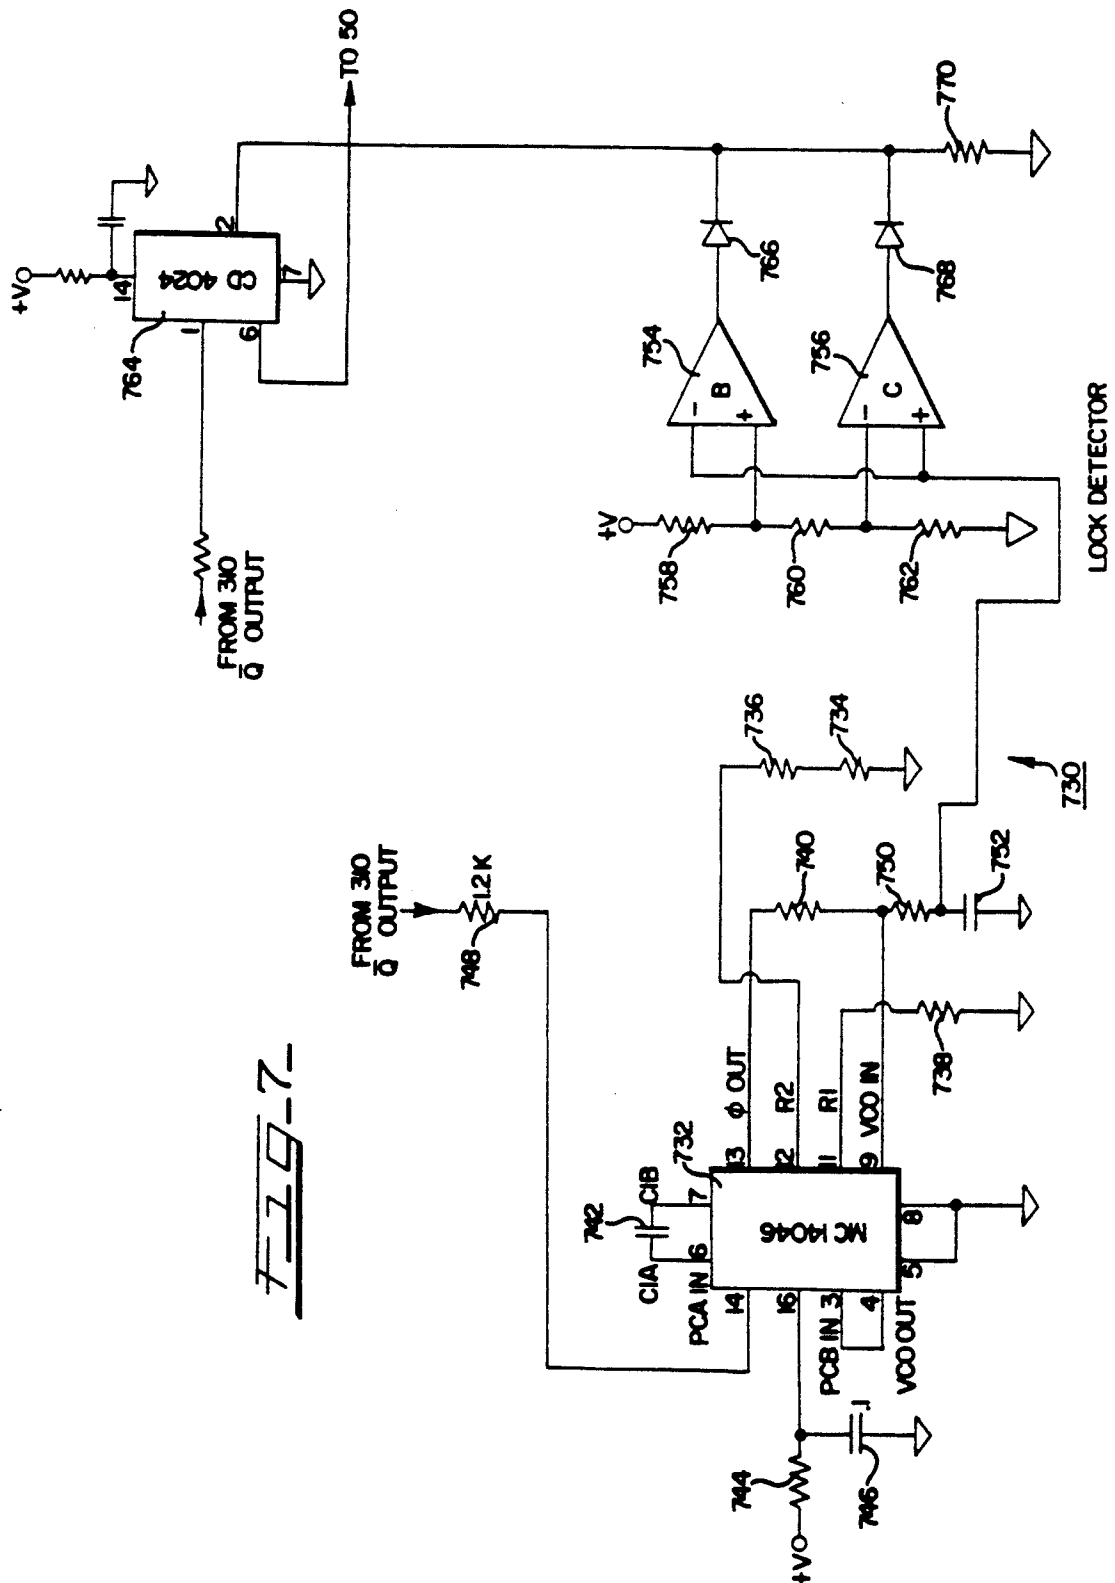 FIG-7
+V
14
CD 4024
764
1
2
6
7
TO 50
FROM 310
Q̅ OUTPUT
FROM 310
Q̅ OUTPUT
748
1.2K
742
C1A
C1B
6
7
732
PCA IN
14
16
PCB IN 3
4
VCO OUT
MC 14046
5
8
13
Φ OUT
12
R2
11
R1
9
VCO IN
+V
744
746
.1
736
734
740
750
752
738
730
+V
758
760
762
754
B
-
+
756
C
-
+
766
768
770
LOCK DETECTOR